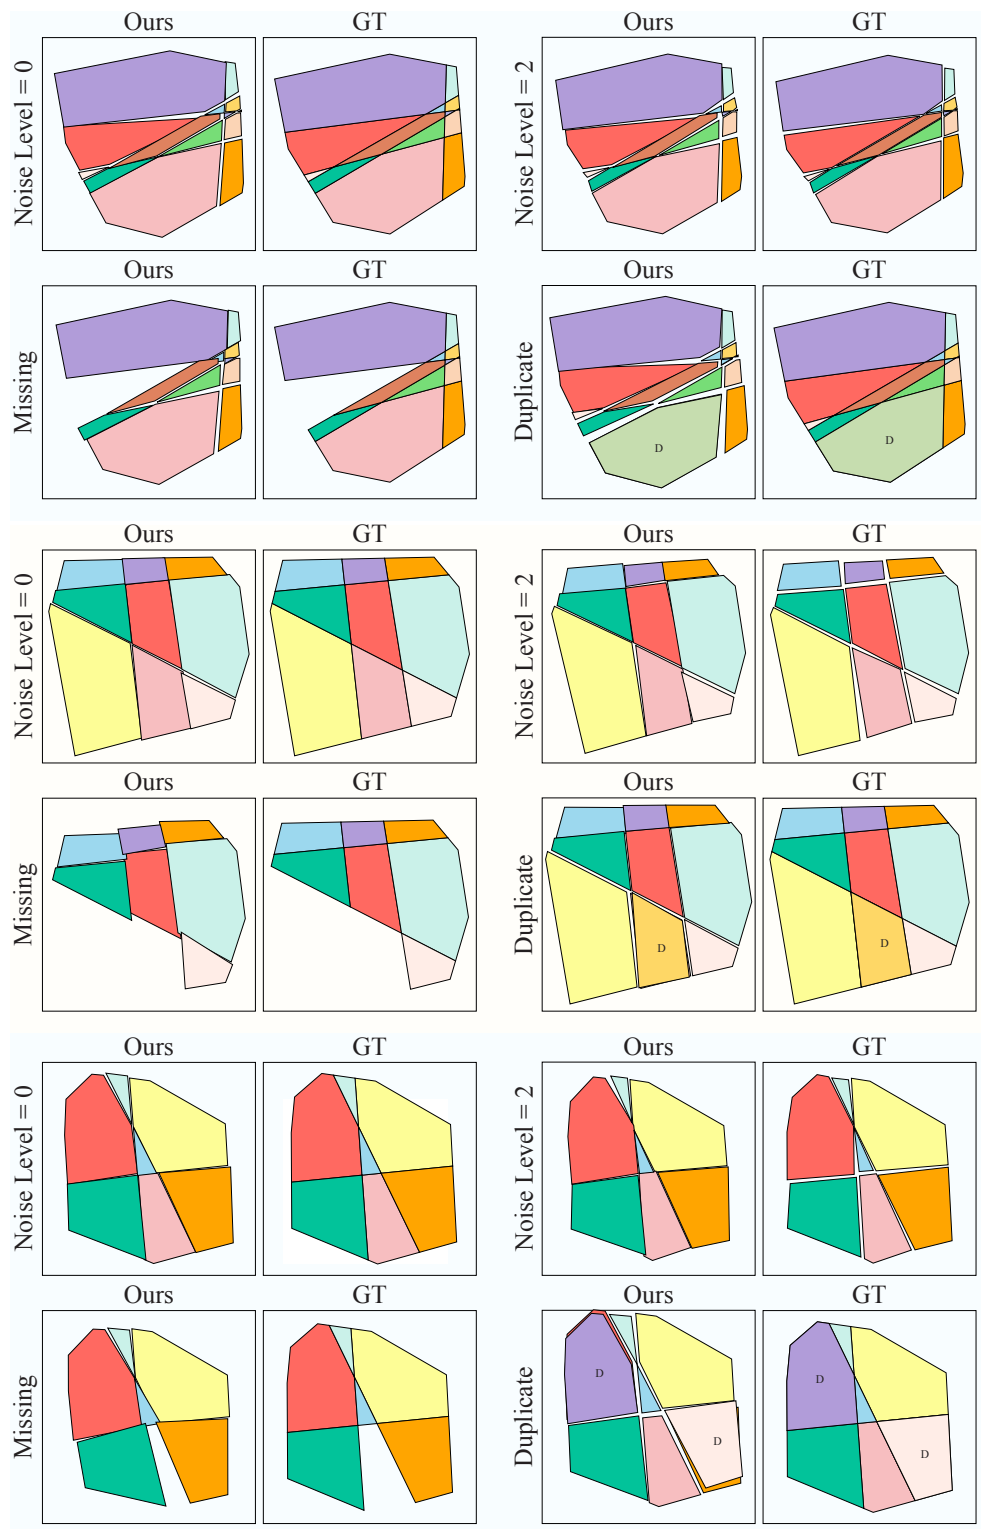 Ours GT Ours GT
Noise Level = 0 Noise Level = 2
Ours GT Ours GT
Missing Duplicate
D D
Ours GT Ours GT
Noise Level = 0 Noise Level = 2
Ours GT Ours GT
Missing Duplicate
D D
Ours GT Ours GT
Noise Level = 0 Noise Level = 2
Ours GT Ours GT
Missing Duplicate
D D
D D